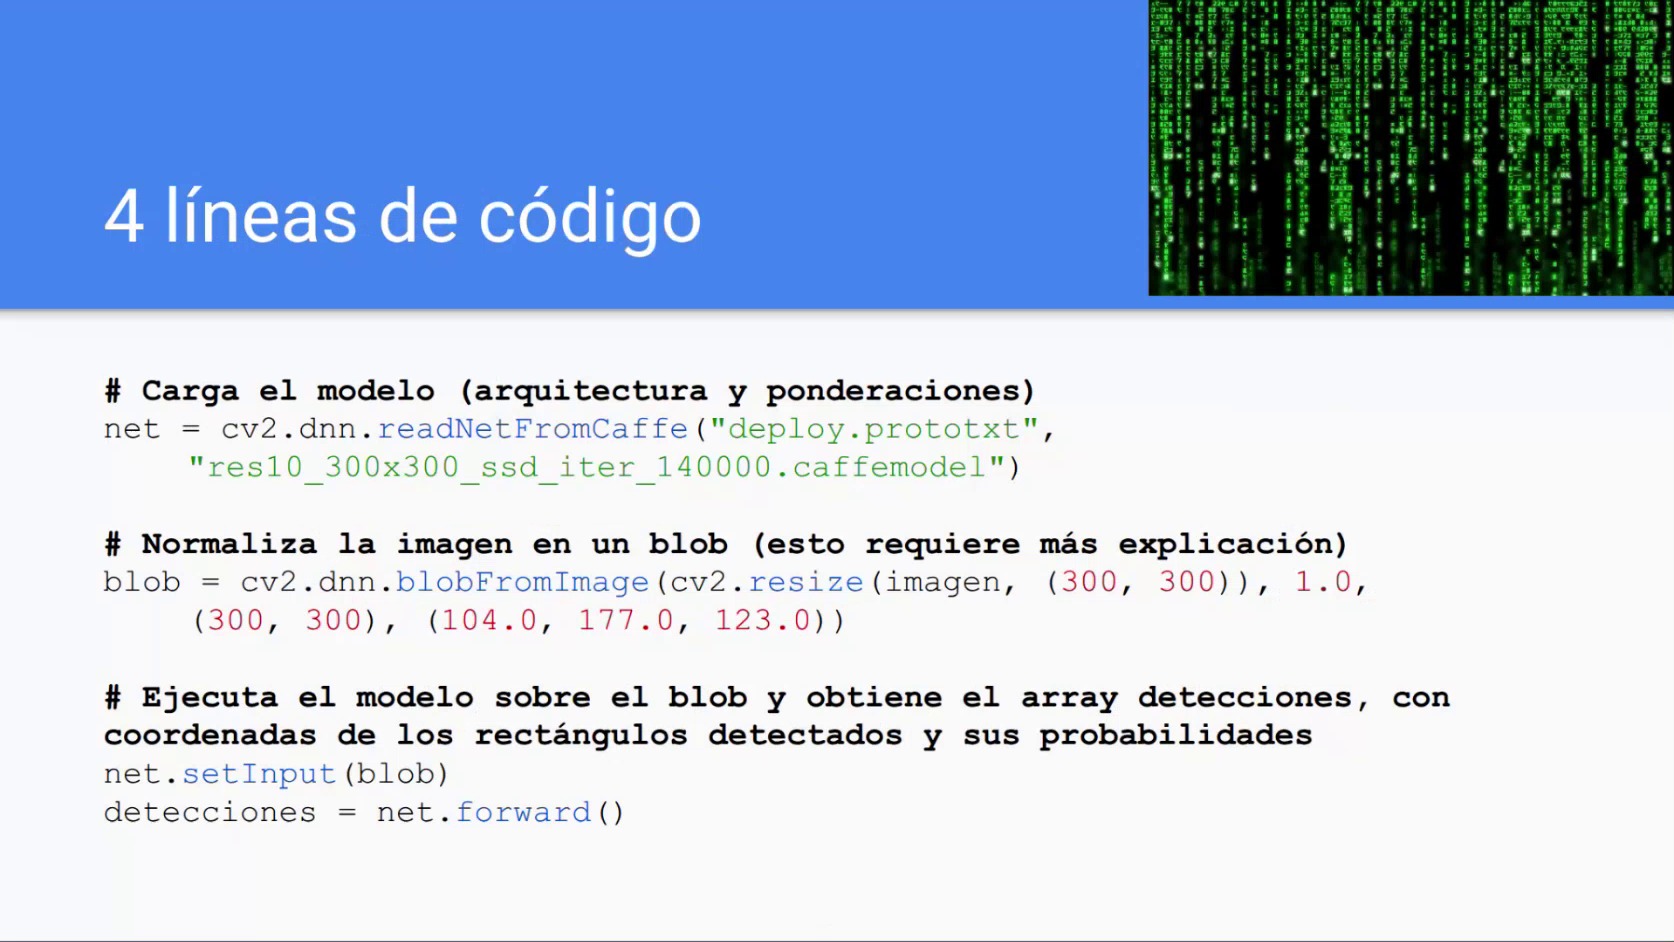 4 líneas de código
# Carga el modelo (arquitectura y ponderaciones)
net = cv2.dnn.readNetFromCaffe("deploy.prototxt",
"res10_300x300_ssd_iter_140000.caffemodel")
# Normaliza la imagen en un blob (esto requiere más explicación)
blob = cv2.dnn.blobFromImage(cv2.resize(imagen, (300, 300)), 1.0,
(300, 300), (104.0, 177.0, 123.0))
# Ejecuta el modelo sobre el blob y obtiene el array detecciones, con
coordenadas de los rectángulos detectados y sus probabilidades
net.setInput(blob)
detecciones = net.forward()